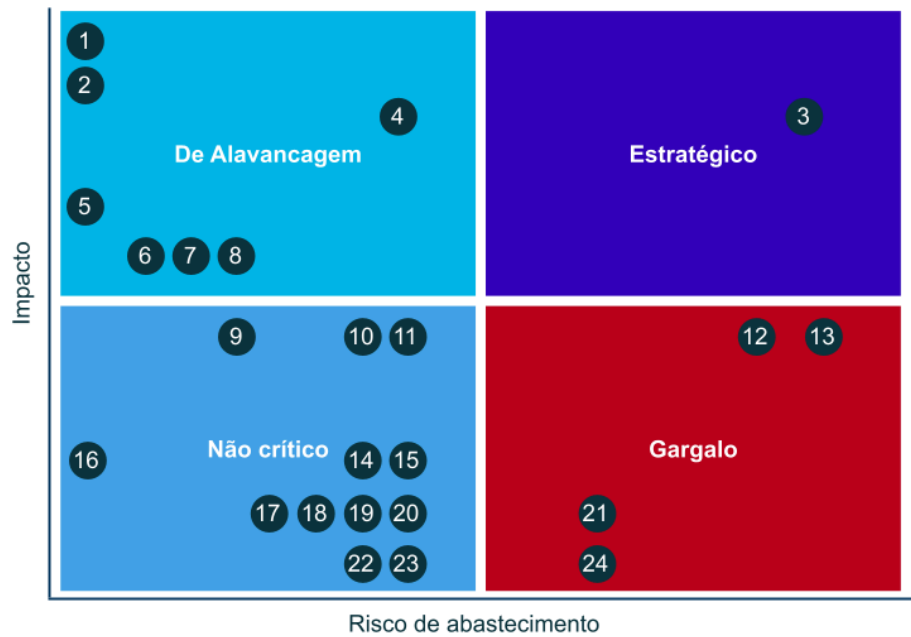 1
2
4
3
De Alavancagem
Estratégico
5
6 7 8
Impacto
9 10 11
12 13
16
Não crítico
14 15
Gargalo
17 18 19 20
21
22 23
24
Risco de abastecimento